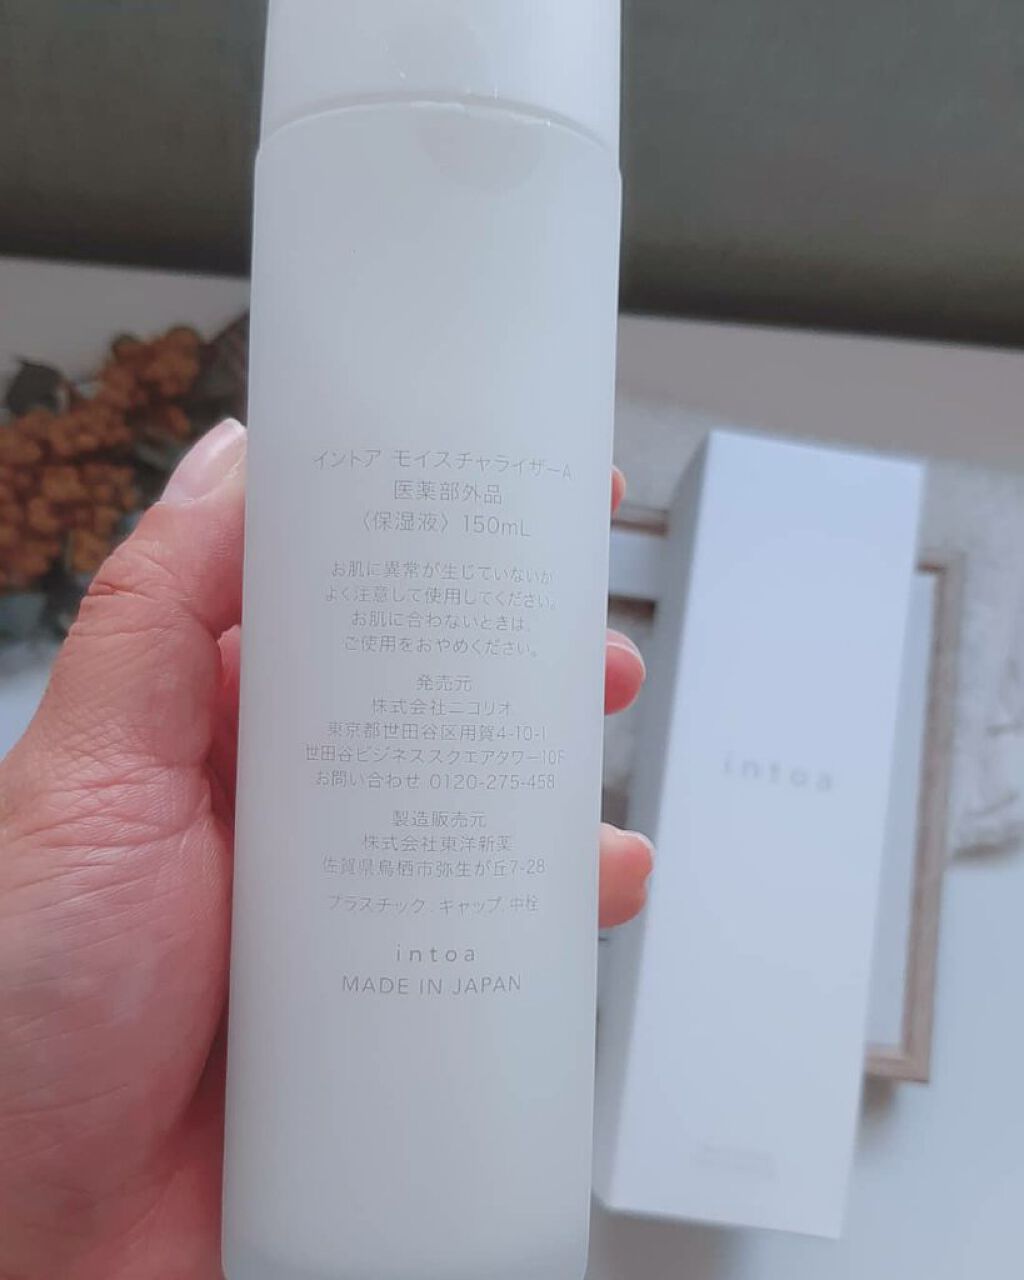 イントア モイスチャライザーA
医薬部外品
〈保湿液〉150mL
お肌に異常が生じていないか
よく注意して使用してください。
お肌に合わないときは、
ご使用をおやめください。
発売元
株式会社ニコリオ
東京都世田谷区用賀4-10-1
世田谷ビジネススクエアタワー10F
お問い合わせ 0120-275-458
製造販売元
株式会社東洋新薬
佐賀県鳥栖市弥生が丘7-28
プラスチック:キャップ、中栓
intoa
MADE IN JAPAN
intoa